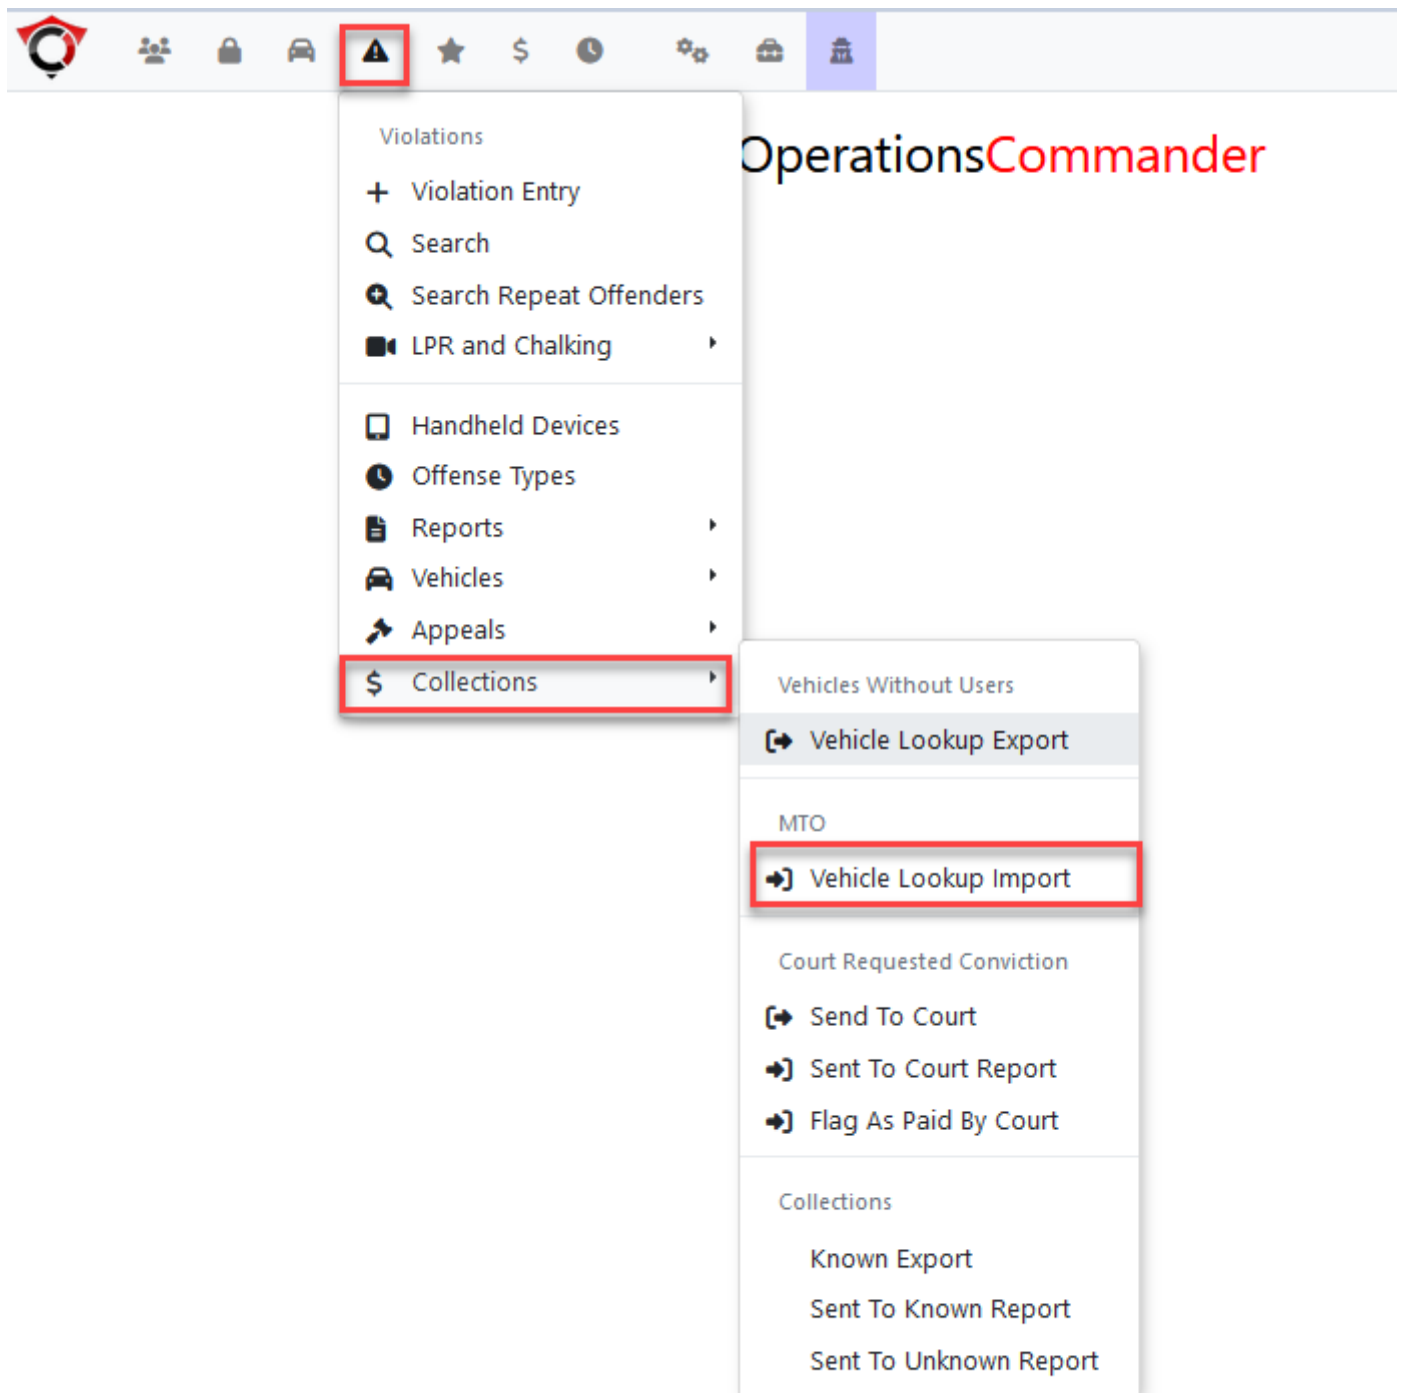 OperationsCommander
Violations
Violation Entry
Search
Search Repeat Offenders
LPR and Chalking
Handheld Devices
Offense Types
Reports
Vehicles
Appeals
Collections
Vehicles Without Users
Vehicle Lookup Export
MTO
Vehicle Lookup Import
Court Requested Conviction
Send To Court
Sent To Court Report
Flag As Paid By Court
Collections
Known Export
Sent To Known Report
Sent To Unknown Report